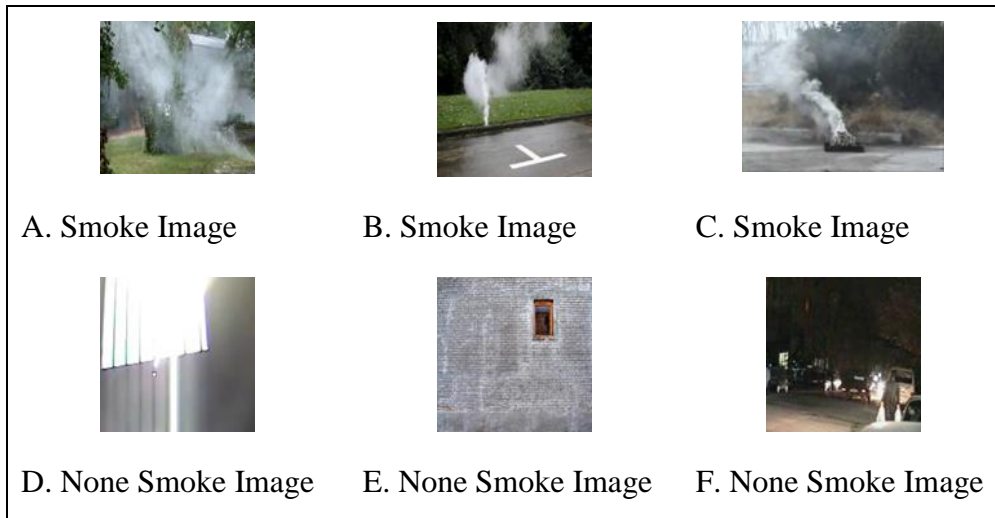 A. Smoke Image
B. Smoke Image
C. Smoke Image
D. None Smoke Image
E. None Smoke Image
F. None Smoke Image